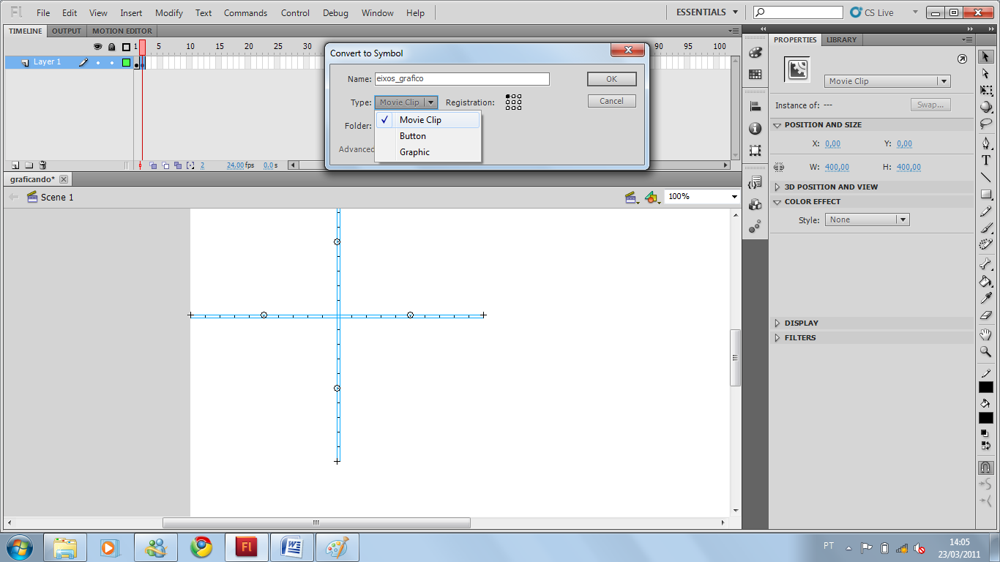 Fl File Edit View Insert Modify Text Commands Control Debug Window Help ESSENTIALS CS Live
TIMELINE OUTPUT MOTION EDITOR
1 5 10 15 20 25 30 90 95 100
Layer 1
2 24,00 fps 0,0 s
Convert to Symbol
Name: eixos_grafico OK
Type: Movie Clip Registration: Cancel
Movie Clip
Folder:
Button
Advanced
Graphic
graficando*
Scene 1 100%
PROPERTIES LIBRARY
Movie Clip
Instance of: --- Swap...
POSITION AND SIZE
X: 0,00 Y: 0,00
W: 400,00 H: 400,00
3D POSITION AND VIEW
COLOR EFFECT
Style: None
DISPLAY
FILTERS
T
Fl W PT 14:05
23/03/2011